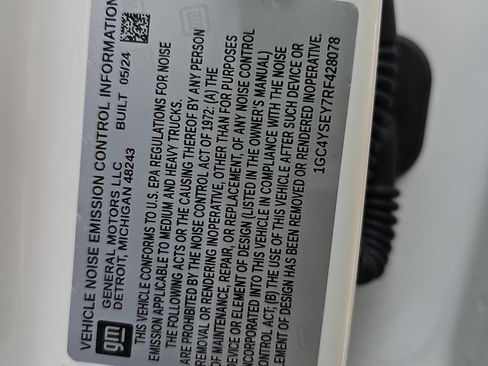 VEHICLE NOISE EMISSION CONTROL INFORMATION
gm
GENERAL MOTORS LLC
DETROIT, MICHIGAN 48243
BUILT 05/24
THIS VEHICLE CONFORMS TO U.S. EPA REGULATIONS FOR NOISE
EMISSION APPLICABLE TO MEDIUM AND HEAVY TRUCKS.
THE FOLLOWING ACTS OR THE CAUSING THEREOF BY ANY PERSON
ARE PROHIBITED BY THE NOISE CONTROL ACT OF 1972: (A) THE
REMOVAL OR RENDERING INOPERATIVE, OTHER THAN FOR PURPOSES
MAINTENANCE, REPAIR, OR REPLACEMENT, OF ANY NOISE CONTROL
DEVICE OR ELEMENT OF DESIGN (LISTED IN THE OWNER'S MANUAL)
INCORPORATED INTO THIS VEHICLE IN COMPLIANCE WITH THE NOISE
CONTROL ACT; (B) THE USE OF THIS VEHICLE AFTER SUCH DEVICE OR
ELEMENT OF DESIGN HAS BEEN REMOVED OR RENDERED INOPERATIVE.
1GC4YSEY7RF428078